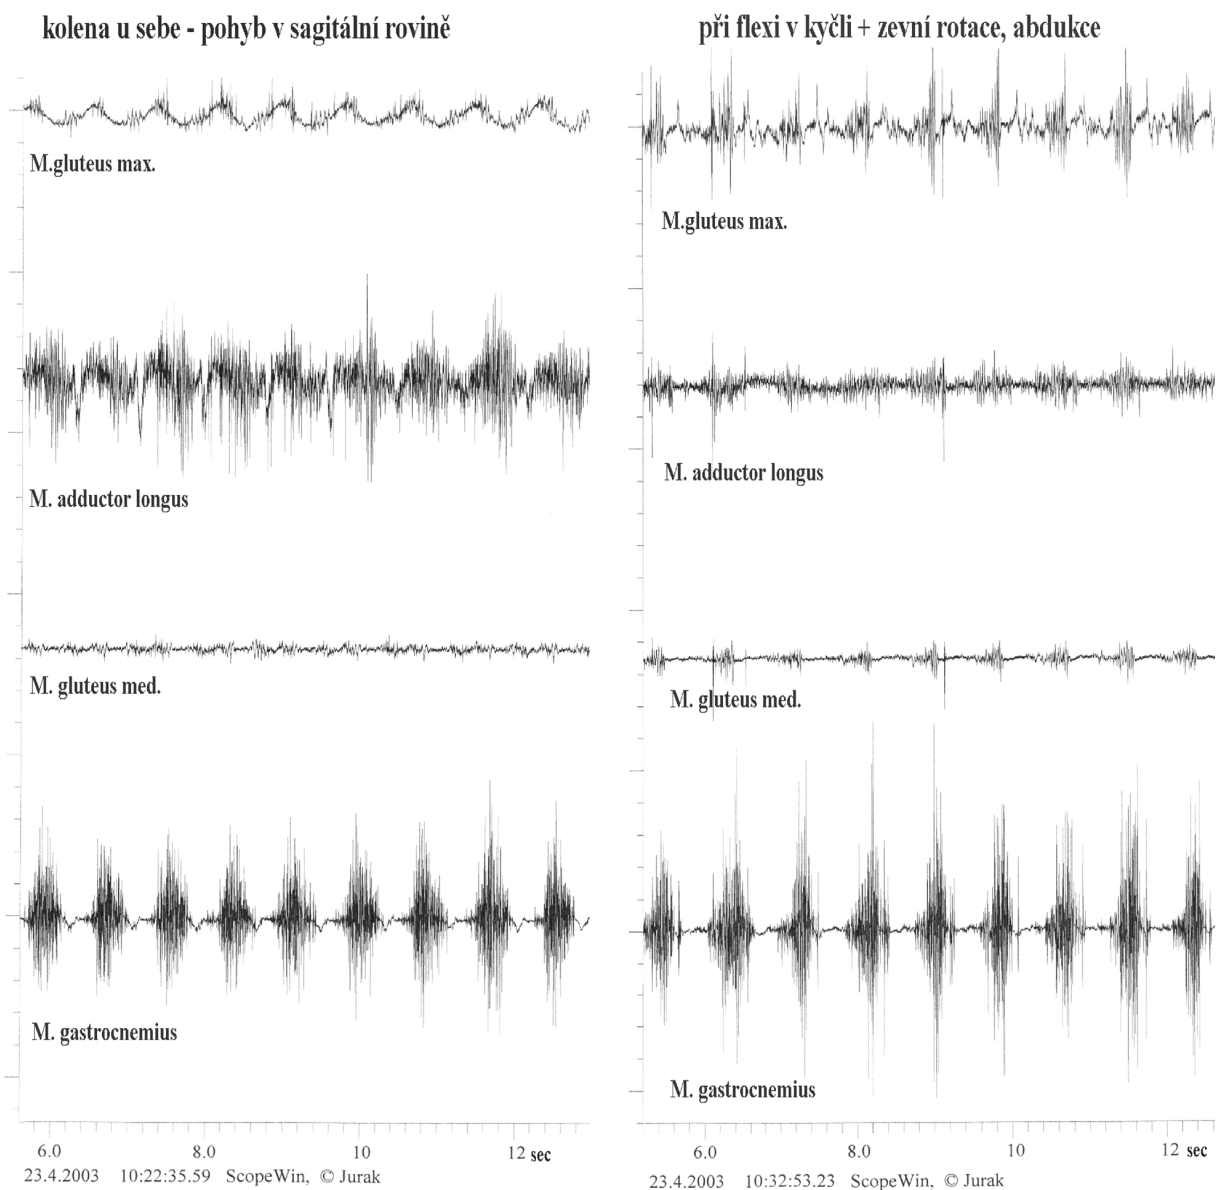 kolena u sebe - pohyb v sagitální rovině
M.gluteus max.
M. adductor longus
M. gluteus med.
M. gastrocnemius
6.0 8.0 10 12 sec
23.4.2003 10:22:35.59 ScopeWin, © Jurak
při flexi v kyčli + zevní rotace, abdukce
M.gluteus max.
M. adductor longus
M. gluteus med.
M. gastrocnemius
6.0 8.0 10 12 sec
23.4.2003 10:32:53.23 ScopeWin, © Jurak